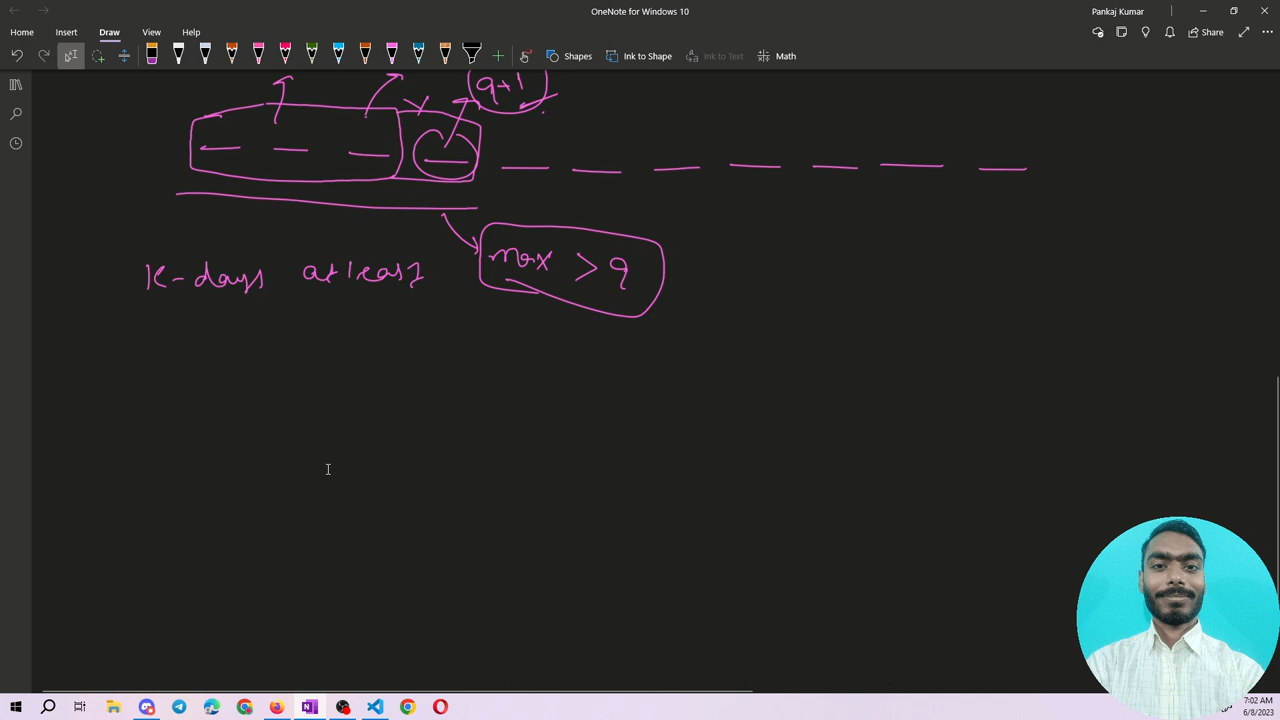 OneNote for Windows 10
Pankaj Kumar
Home Insert Draw View Help
Share
Shapes Ink to Shape Ink to Text Math
q+1
k-days atleast
max > q
7:02 AM
6/8/2023